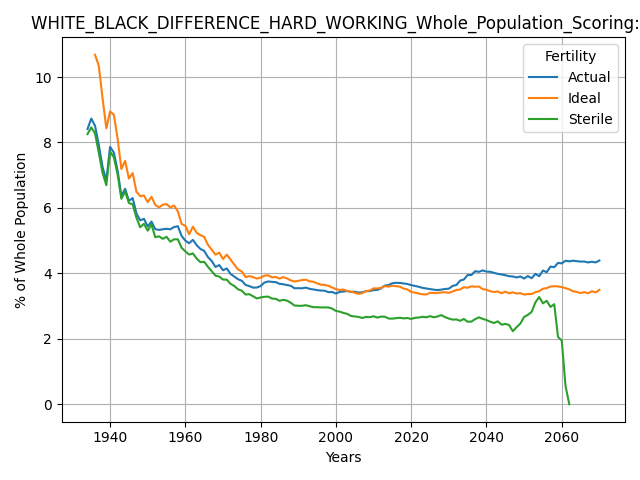 WHITE_BLACK_DIFFERENCE_HARD_WORKING_Whole_Population_Scoring:
Fertility
Actual
Ideal
Sterile
% of Whole Population
10
8
6
4
2
0
1940 1960 1980 2000 2020 2040 2060
Years